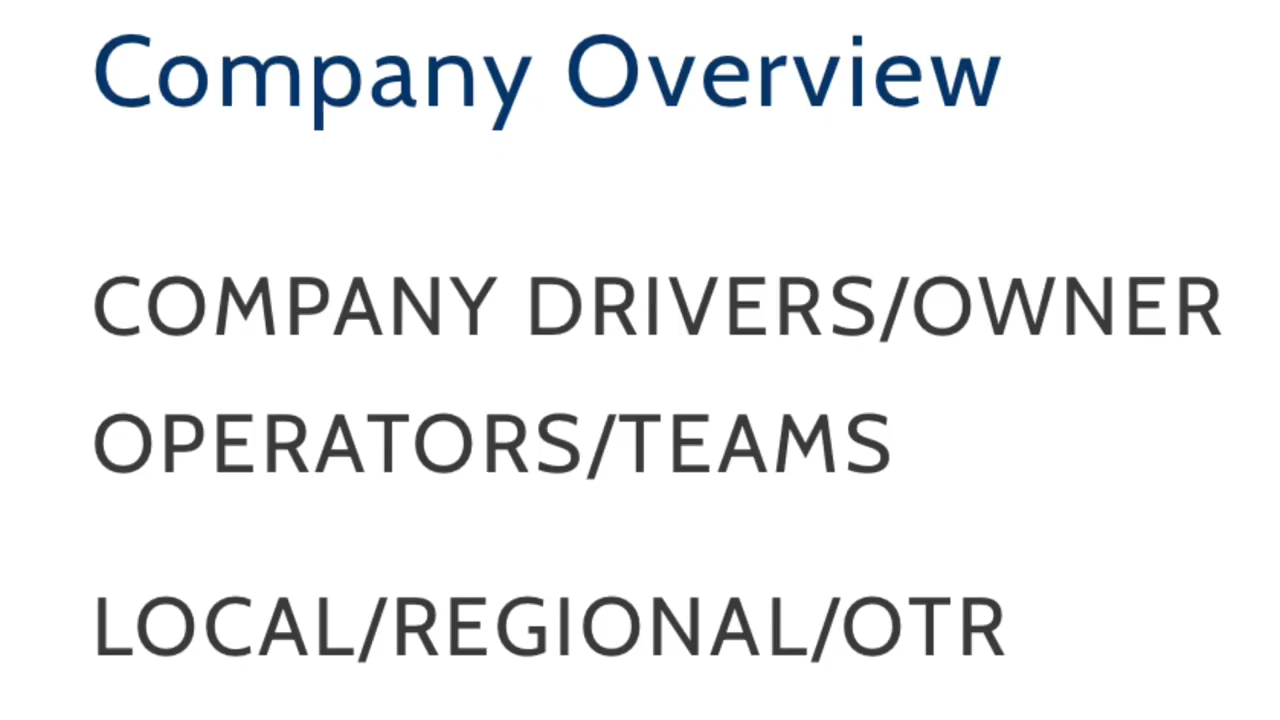 Company Overview
COMPANY DRIVERS/OWNER
OPERATORS/TEAMS
LOCAL/REGIONAL/OTR